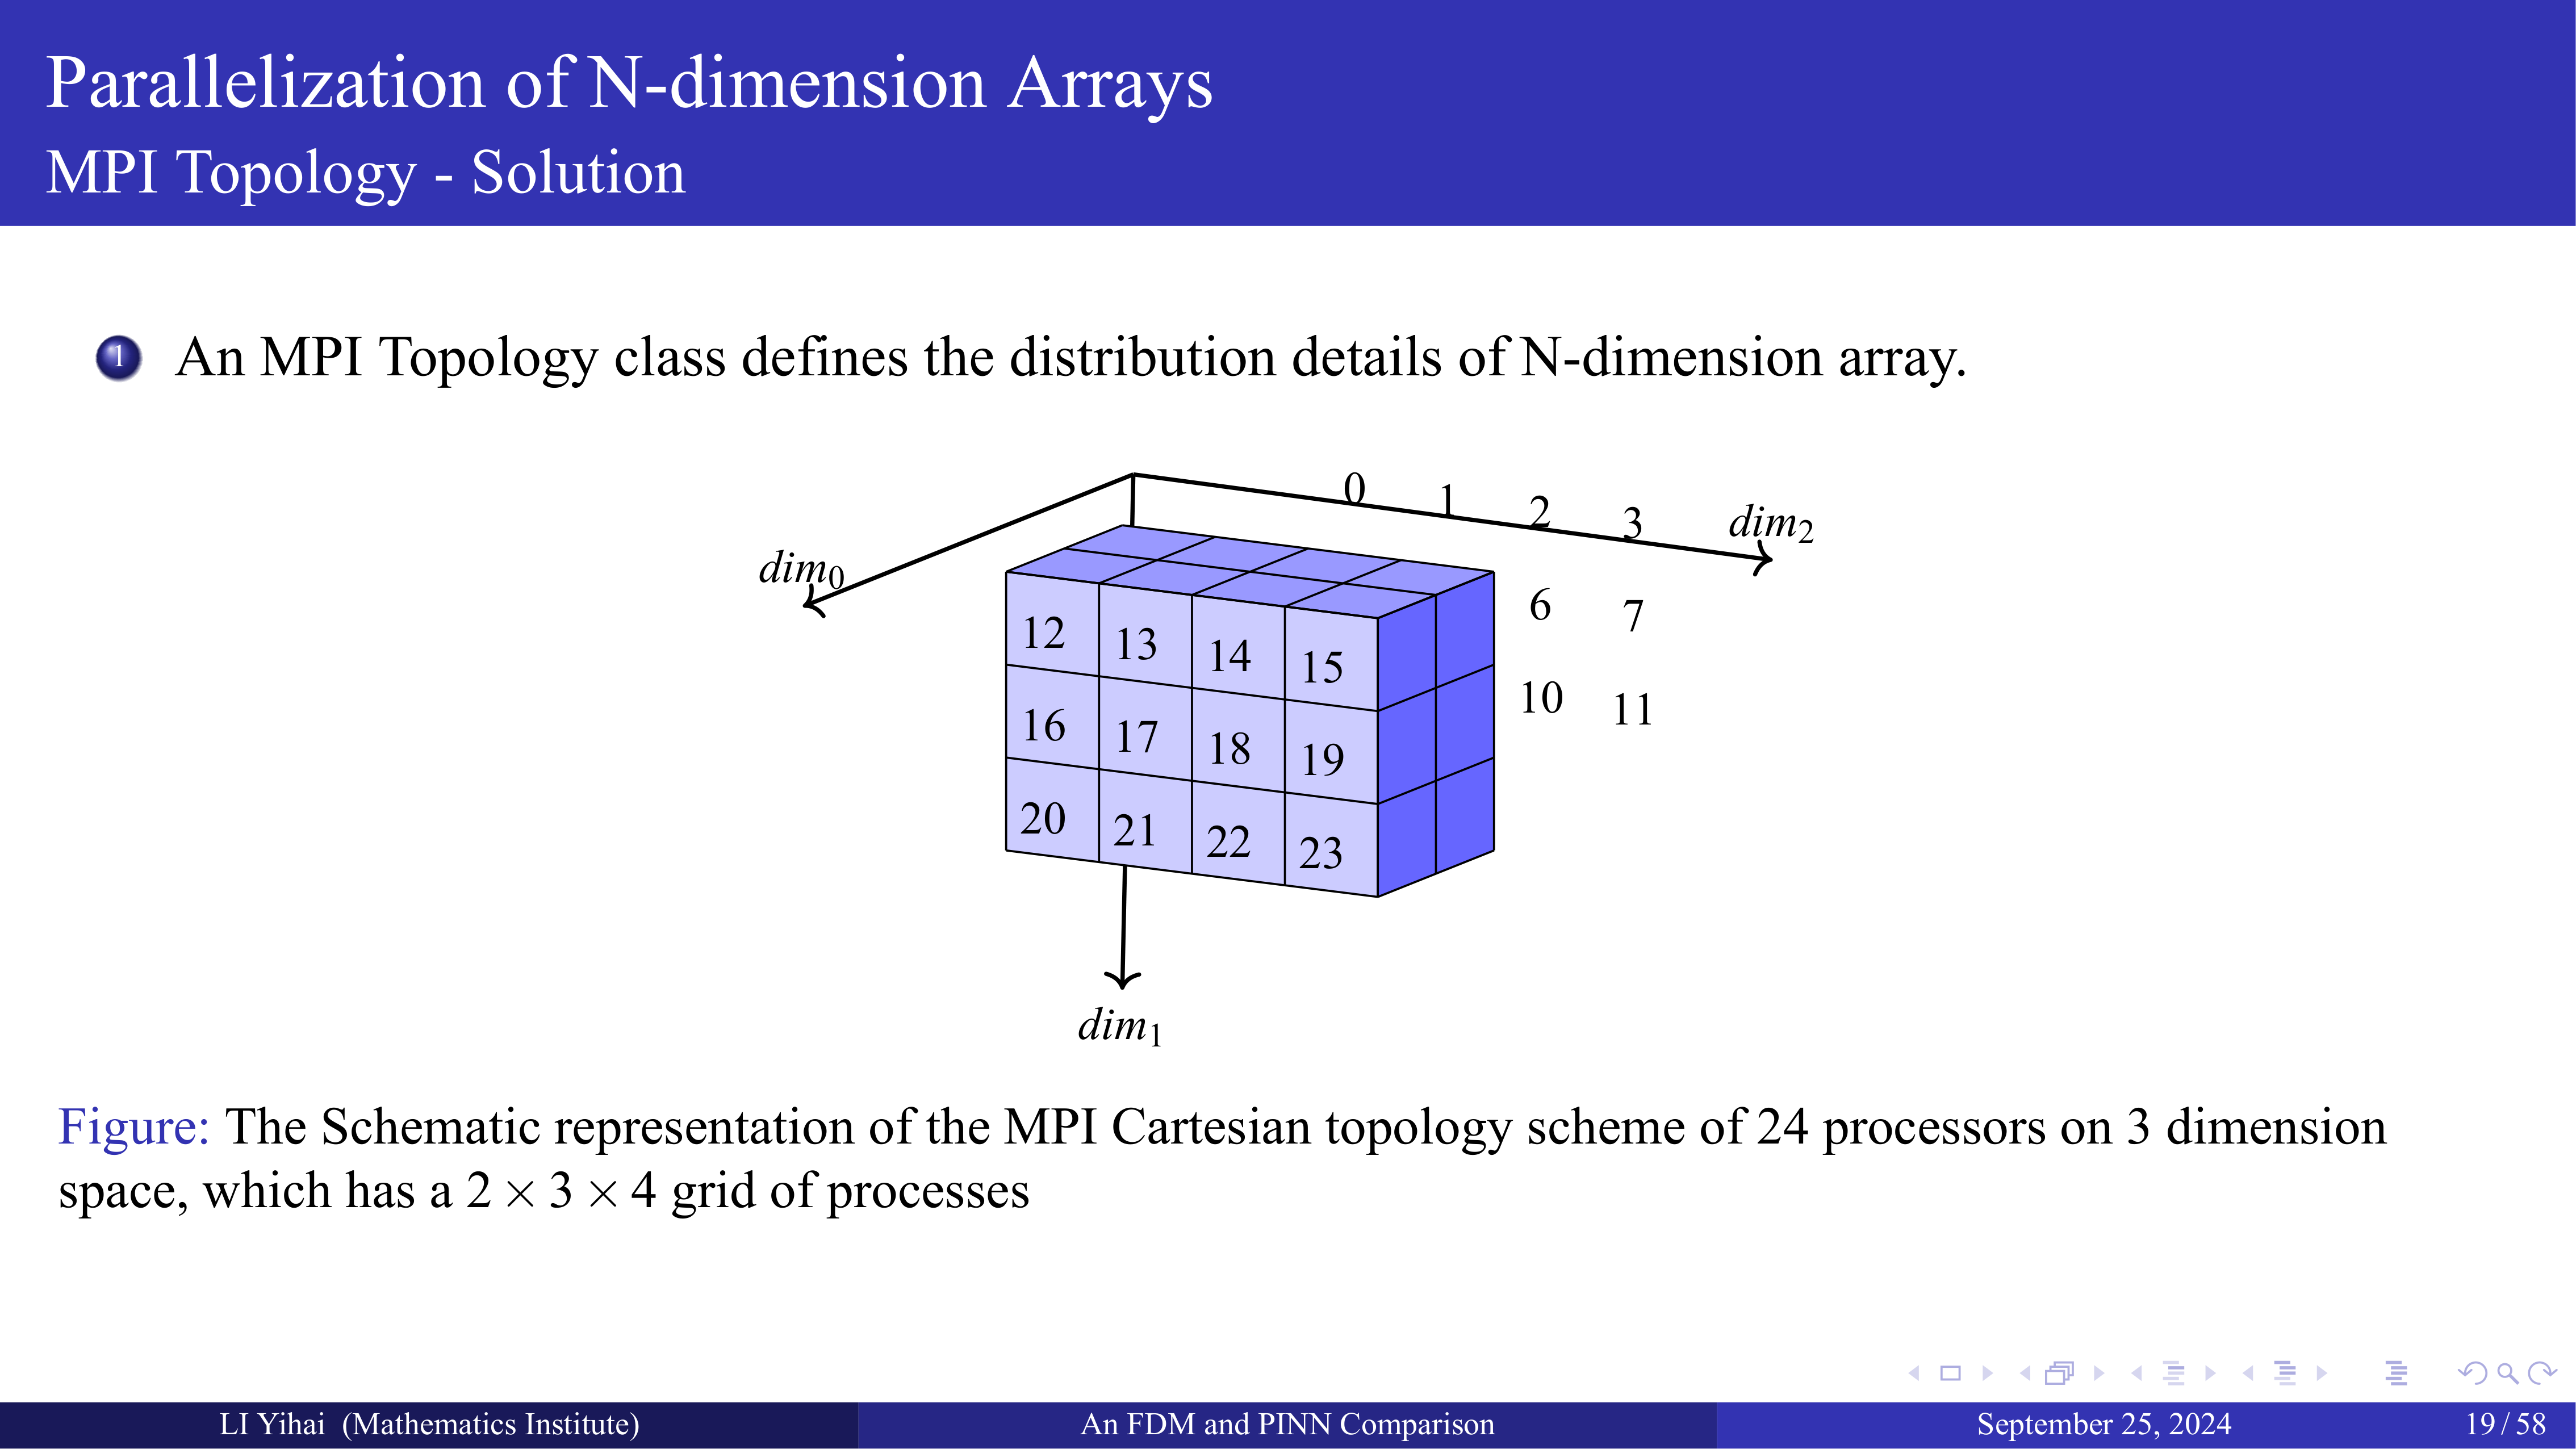 Parallelization of N-dimension Arrays
MPI Topology - Solution
1 An MPI Topology class defines the distribution details of N-dimension array.
0 1 2 3 dim2
dim0
6 7
12 13 14 15
10 11
16 17 18 19
20 21 22 23
dim1
Figure: The Schematic representation of the MPI Cartesian topology scheme of 24 processors on 3 dimension
space, which has a 2 × 3 × 4 grid of processes
LI Yihai (Mathematics Institute) An FDM and PINN Comparison September 25, 2024 19 / 58